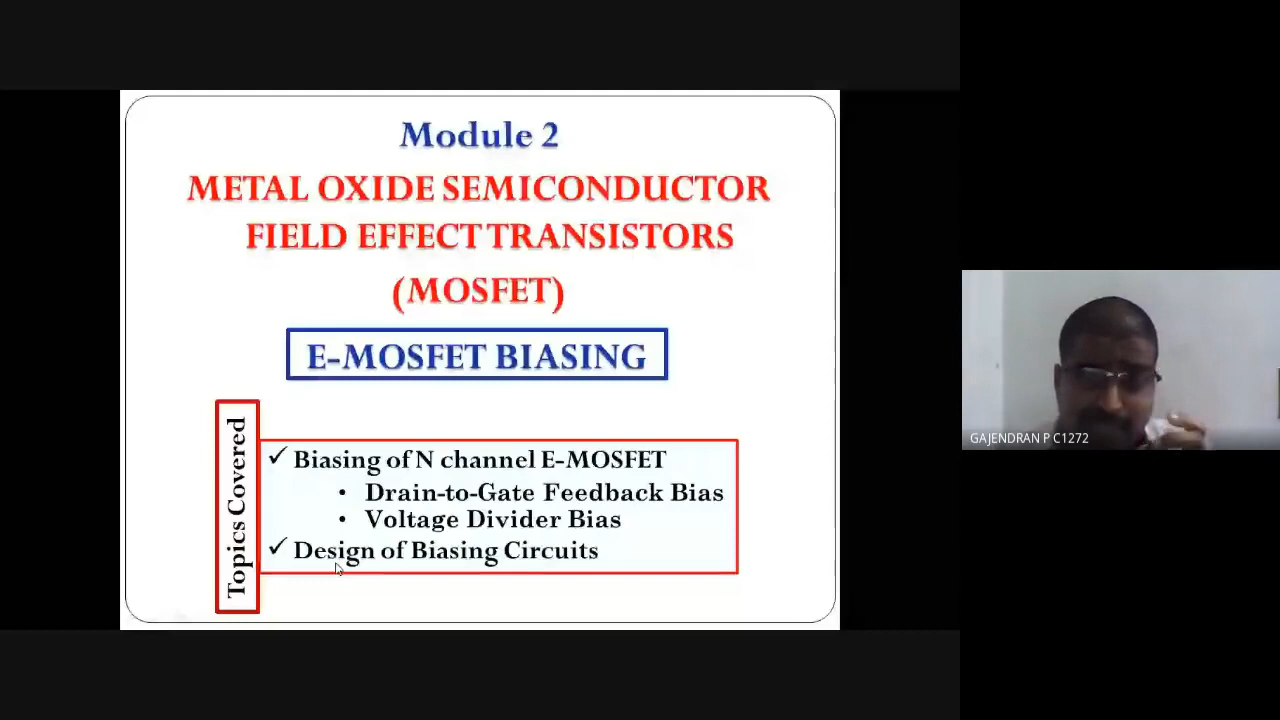 Module 2
METAL OXIDE SEMICONDUCTOR
FIELD EFFECT TRANSISTORS
(MOSFET)
E-MOSFET BIASING
Topics Covered
✓ Biasing of N channel E-MOSFET
• Drain-to-Gate Feedback Bias
• Voltage Divider Bias
✓ Design of Biasing Circuits
GAJENDRAN P C1272